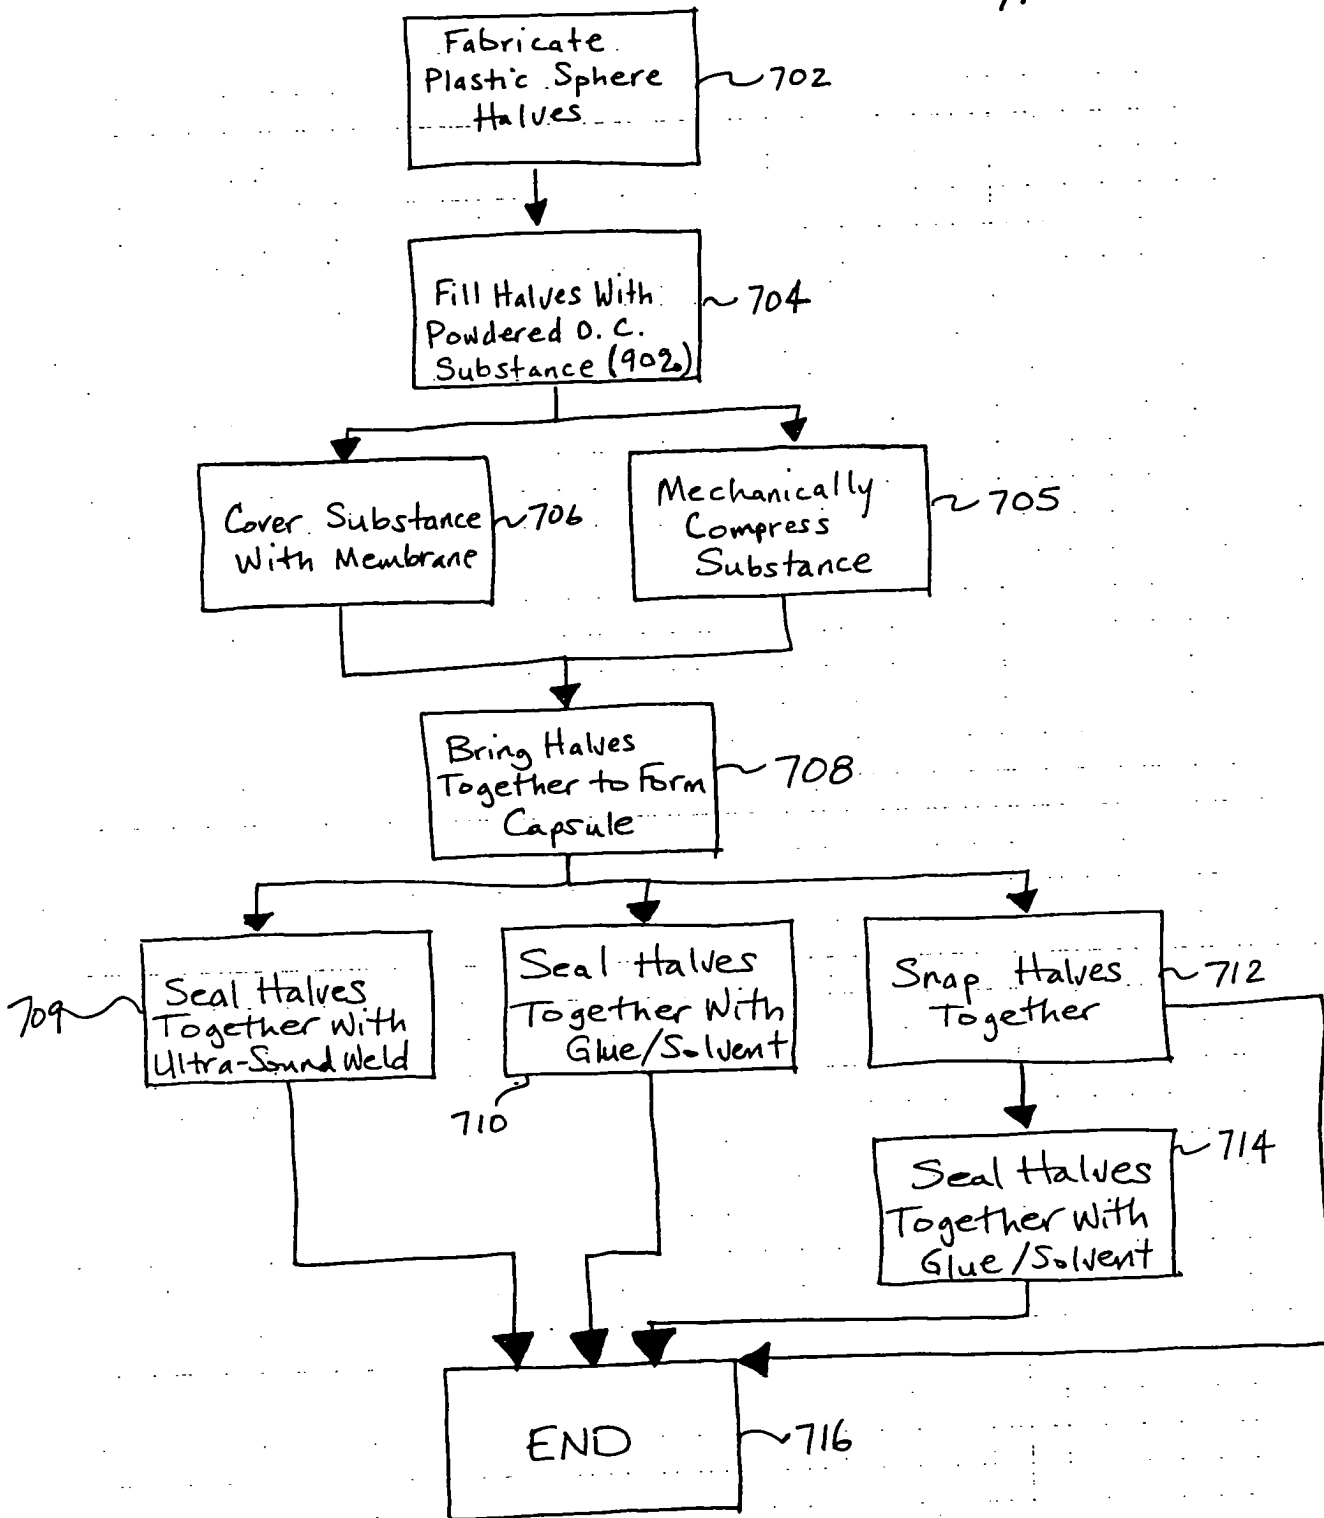 Fabricate
Plastic Sphere
Halves
702
Fill Halves With
Powdered O.C.
Substance (90%)
704
Cover Substance
With Membrane
706
Mechanically
Compress
Substance
705
Bring Halves
Together to Form
Capsule
708
Seal Halves
Together With
Ultra-Sound Weld
709
Seal Halves
Together With
Glue/Solvent
710
Snap Halves
Together
712
Seal Halves
Together With
Glue/Solvent
714
END
716